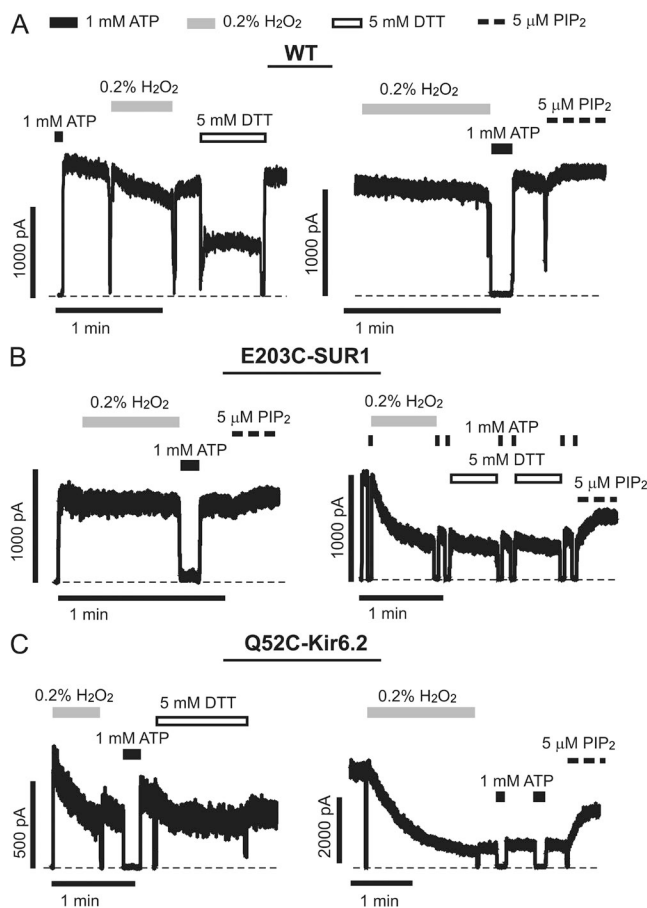 A
1 mM ATP 0.2% H₂O₂ 5 mM DTT 5 µM PIP₂
WT
0.2% H₂O₂
1 mM ATP
5 mM DTT
1000 pA
1 min
0.2% H₂O₂
5 µM PIP₂
1 mM ATP
1000 pA
1 min
B
E203C-SUR1
0.2% H₂O₂
5 µM PIP₂
1 mM ATP
1000 pA
1 min
0.2% H₂O₂
1 mM ATP
5 mM DTT
5 µM PIP₂
1000 pA
1 min
C
Q52C-Kir6.2
0.2% H₂O₂
5 mM DTT
1 mM ATP
500 pA
1 min
0.2% H₂O₂
5 µM PIP₂
1 mM ATP
2000 pA
1 min